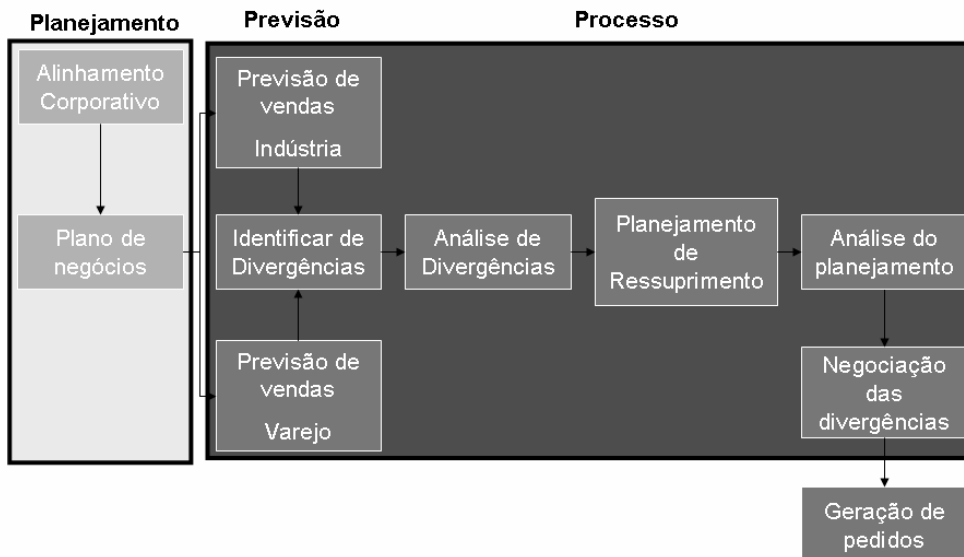 Planejamento
Previsão
Processo
Alinhamento
Corporativo
Plano de
negócios
Previsão de
vendas
Indústria
Identificar de
Divergências
Previsão de
vendas
Varejo
Análise de
Divergências
Planejamento
de
Ressuprimento
Análise do
planejamento
Negociação
das
divergências
Geração de
pedidos